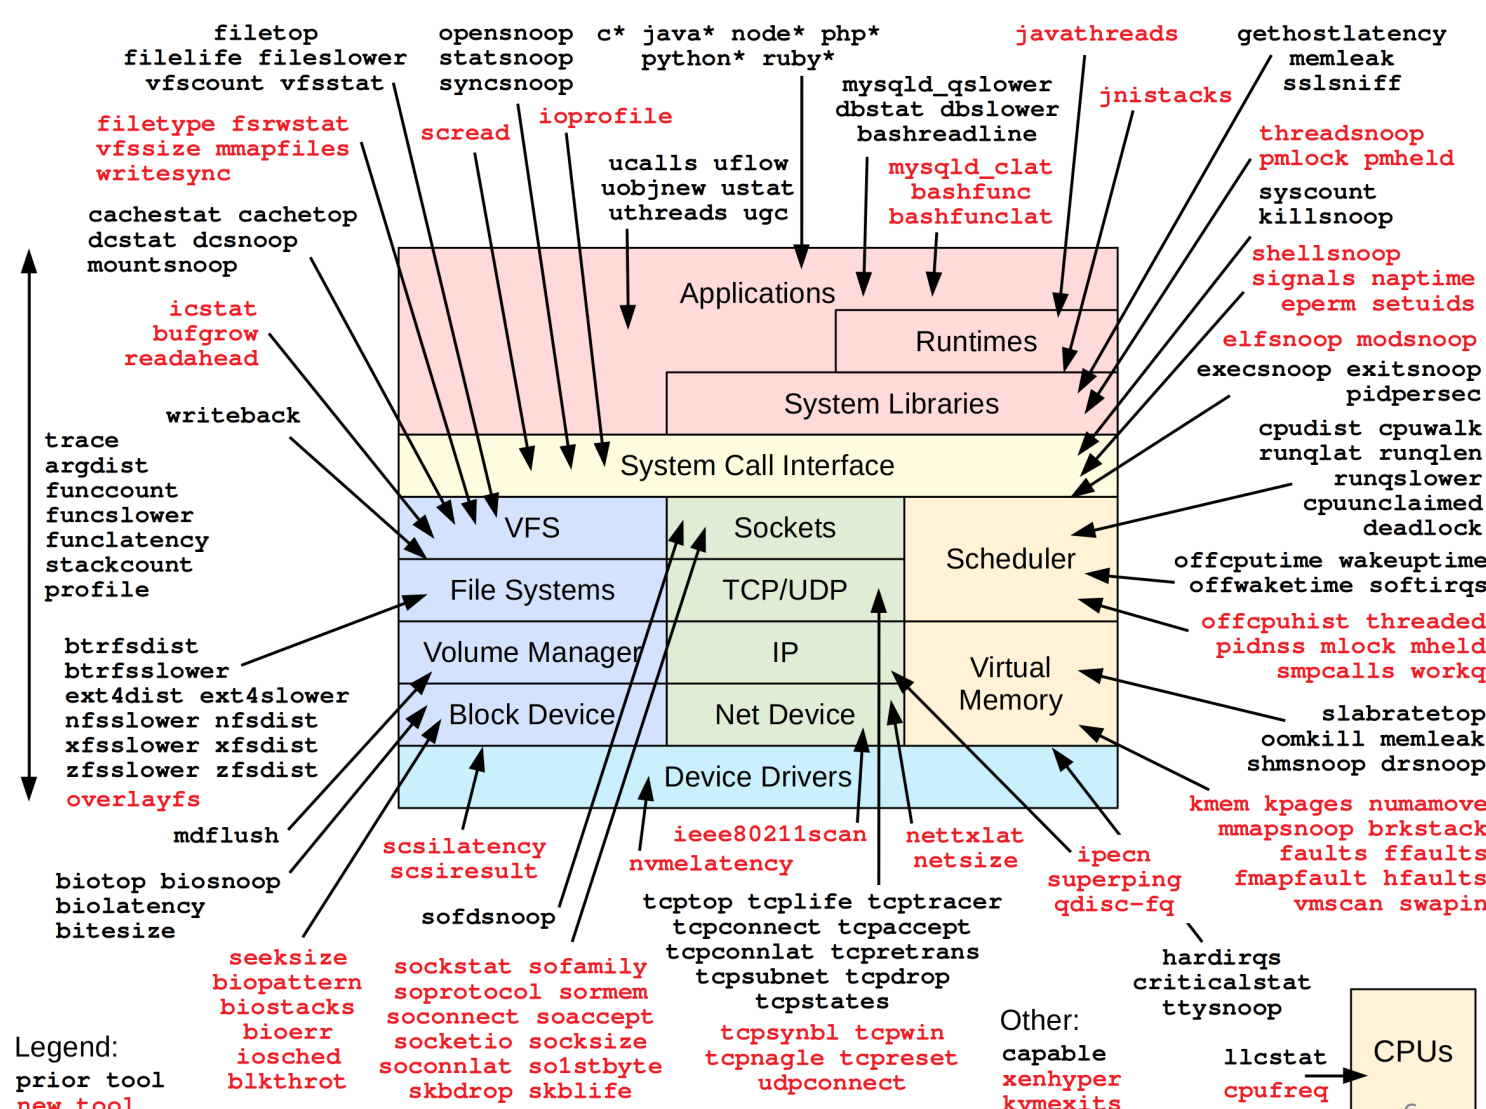 filetop
filelife fileslower
vfscount vfsstat
opensnoop
statsnoop
syncsnoop
c* java* node* php*
python* ruby*
javathreads
gethostlatency
memleak
sslsniff
mysqld_qslower
dbstat dbslower
bashreadline
jnistacks
filetype fsrwstat
vfssize mmapfiles
writesync
scread
ioprofile
threadsnoop
pmlock pmheld
ucalls uflow
uobjnew ustat
uthreads ugc
mysqld_clat
bashfunc
bashfunclat
syscount
killsnoop
cachestat cachetop
dcstat dcsnoop
mountsnoop
shellsnoop
signals naptime
eperm setuids
icstat
bufgrow
readahead
elfsnoop modsnoop
execsnoop exitsnoop
pidpersec
writeback
trace
argdist
funccount
funcslower
funclatency
stackcount
profile
cpudist cpuwalk
runqlat runqlen
runqslower
cpuunclaimed
deadlock
offcputime wakeuptime
offwaketime softirqs
offcpuhist threaded
pidnss mlock mheld
smpcalls workq
btrfsdist
btrfsslower
ext4dist ext4slower
nfsslower nfsdist
xfsslower xfsdist
zfsslower zfsdist
overlayfs
slabratetop
oomkill memleak
shmsnoop drsnoop
kmem kpages numamove
mmapsnoop brkstack
faults ffaults
fmapfault hfaults
vmscan swapin
Applications
Runtimes
System Libraries
System Call Interface
VFS
Sockets
Scheduler
File Systems
TCP/UDP
Volume Manager
IP
Virtual
Memory
Block Device
Net Device
Device Drivers
mdflush
scsilatency
scsiresult
ieee80211scan
nvmelatency
nettxlat
netsize
ipecn
superping
qdisc-fq
biotop biosnoop
biolatency
bitesize
sofdsnoop
tcptop tcplife tcptracer
tcpconnect tcpaccept
tcpconnlat tcpretrans
tcpsubnet tcpdrop
tcpstates
hardirqs
criticalstat
ttysnoop
seeksize
biopattern
biostacks
bioerr
iosched
blkthrot
sockstat sofamily
soprotocol sormem
soconnect soaccept
socketio socksize
soconnlat so1stbyte
skbdrop skblife
tcpsynbl tcpwin
tcpnagle tcpreset
udpconnect
Other:
capable
xenhyper
kvmexits
llcstat
cpufreq
CPUs
Legend:
prior tool
new tool